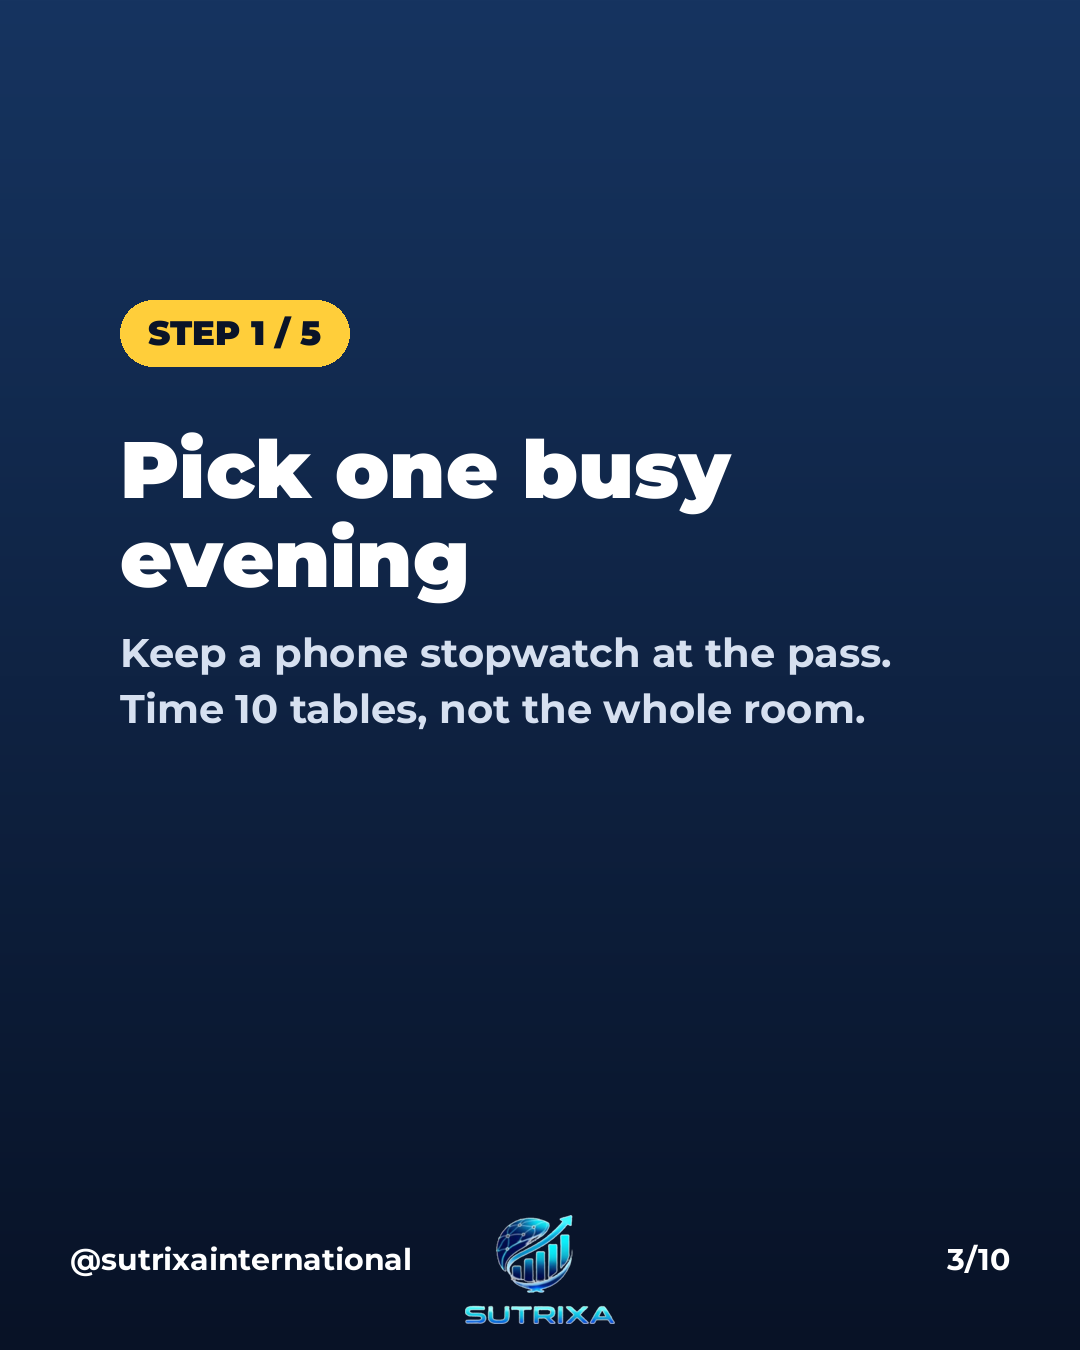 STEP 1 / 5
Pick one busy
evening
Keep a phone stopwatch at the pass.
Time 10 tables, not the whole room.
@sutrixainternational
SUTRIXA
3/10